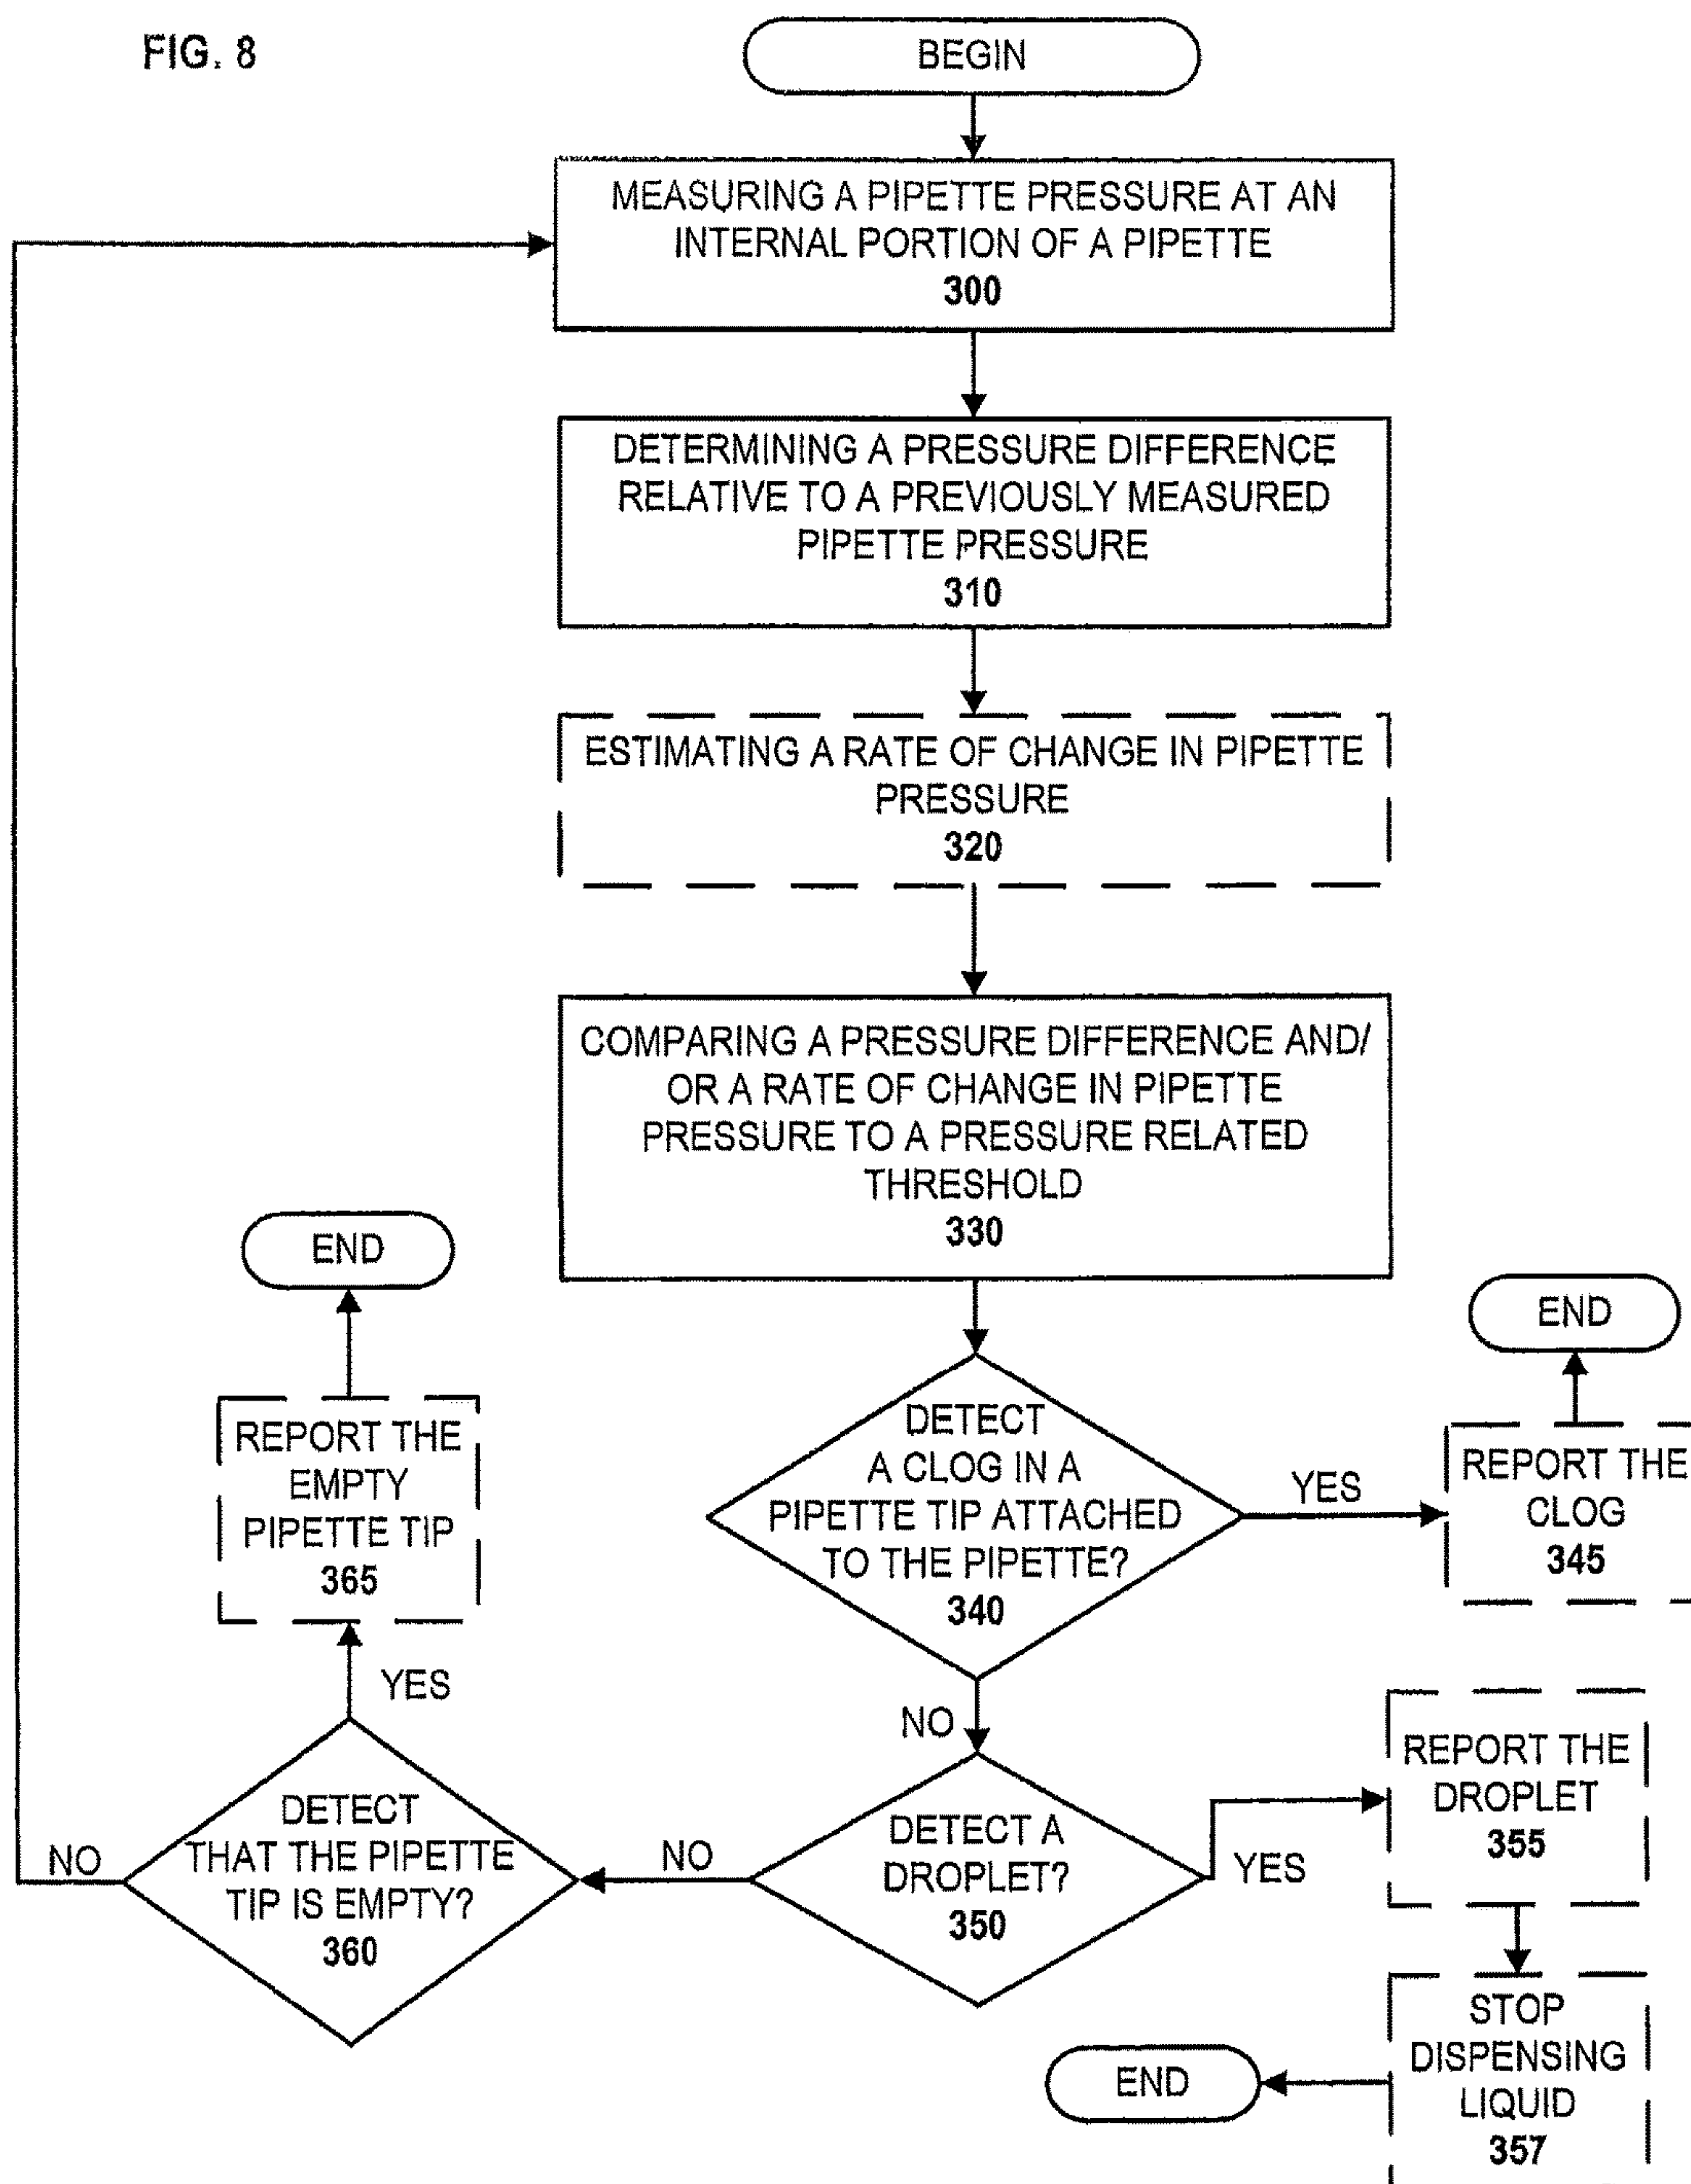 FIG. 8
BEGIN
MEASURING A PIPETTE PRESSURE AT AN
INTERNAL PORTION OF A PIPETTE
300
DETERMINING A PRESSURE DIFFERENCE
RELATIVE TO A PREVIOUSLY MEASURED
PIPETTE PRESSURE
310
ESTIMATING A RATE OF CHANGE IN PIPETTE
PRESSURE
320
COMPARING A PRESSURE DIFFERENCE AND/
OR A RATE OF CHANGE IN PIPETTE
PRESSURE TO A PRESSURE RELATED
THRESHOLD
330
DETECT
A CLOG IN A
PIPETTE TIP ATTACHED
TO THE PIPETTE?
340
YES
REPORT THE
CLOG
345
END
NO
DETECT A
DROPLET?
350
YES
REPORT THE
DROPLET
355
STOP
DISPENSING
LIQUID
357
END
NO
DETECT
THAT THE PIPETTE
TIP IS EMPTY?
360
YES
REPORT THE
EMPTY
PIPETTE TIP
365
END
NO